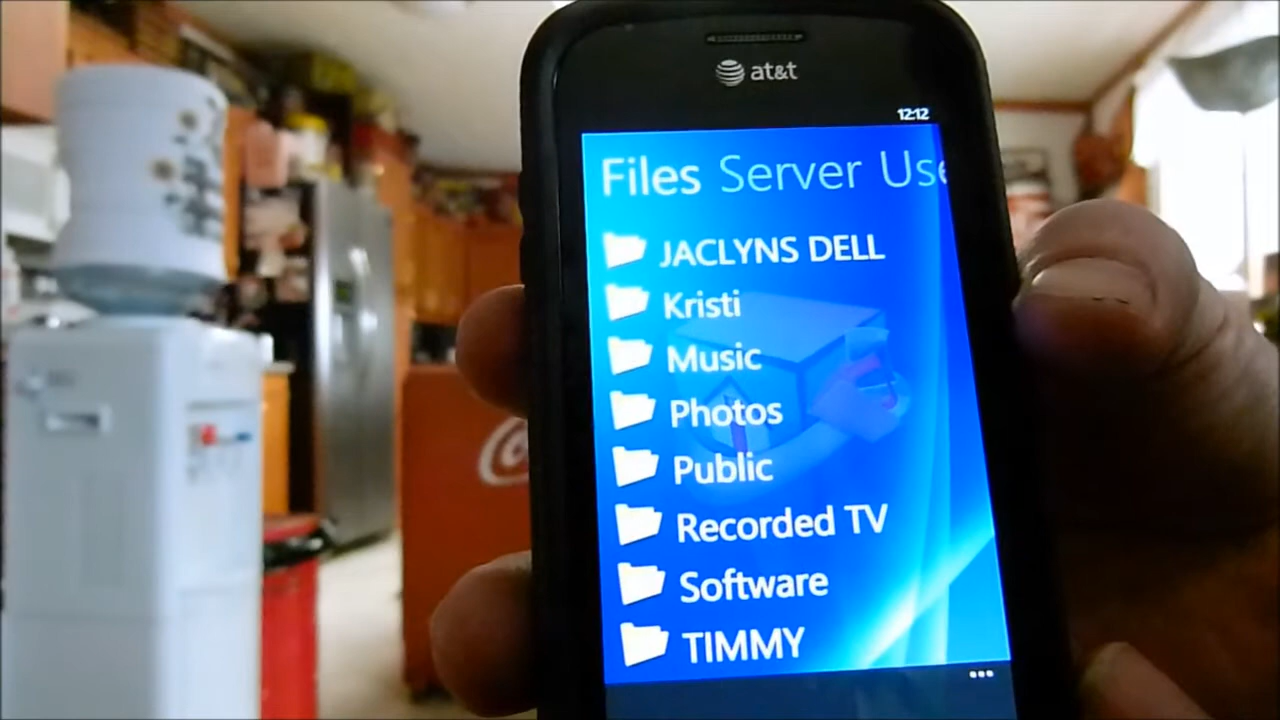 at&t
12:12
Files Server Use
JACLYNS DELL
Kristi
Music
Photos
Public
Recorded TV
Software
TIMMY